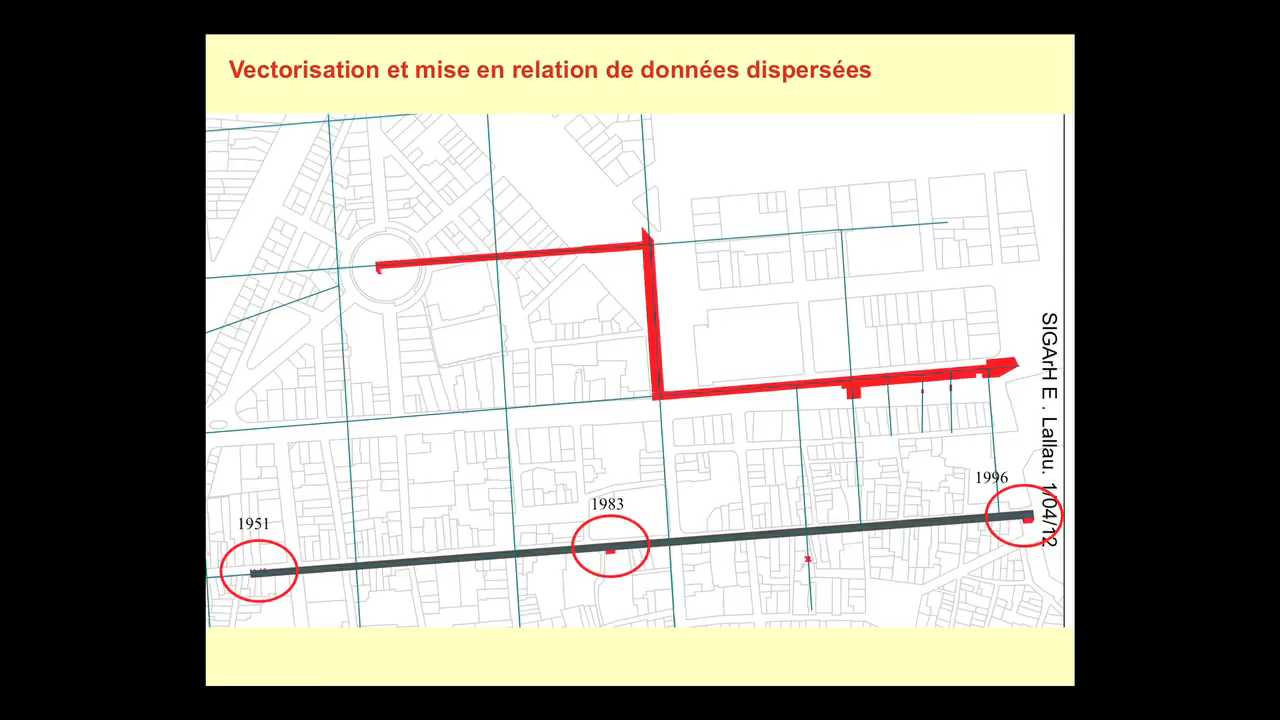 Vectorisation et mise en relation de données dispersées
SIGArH E . Lallau. 1/04/12
1996
1983
1951